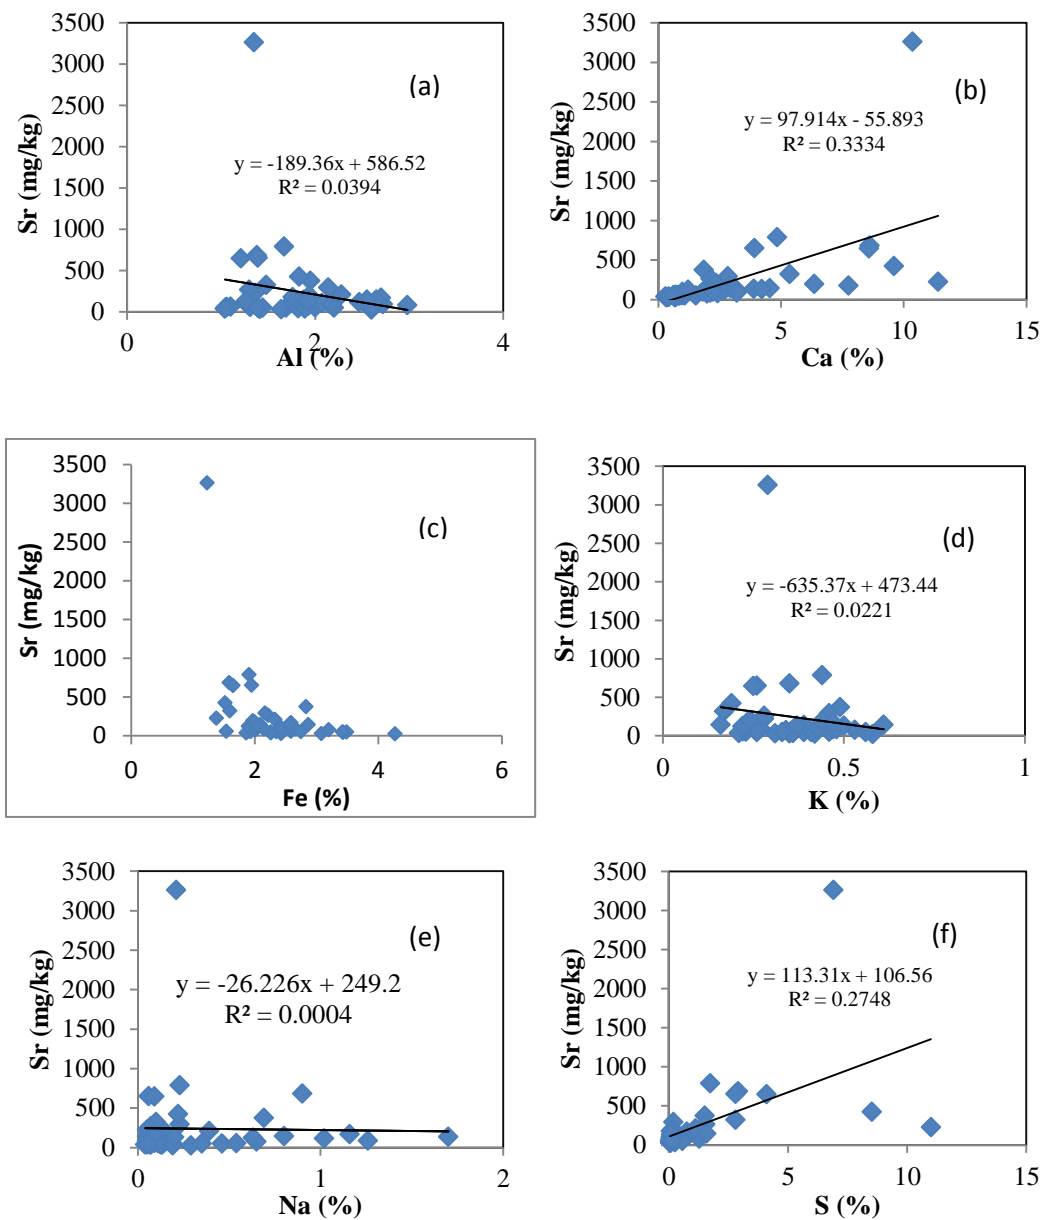 3500
3000
2500
2000
1500
1000
500
0
Sr (mg/kg)
(a)
y = -189.36x + 586.52
R² = 0.0394
0
2
4
Al (%)
3500
3000
2500
2000
1500
1000
500
0
Sr (mg/kg)
(b)
y = 97.914x - 55.893
R² = 0.3334
0
5
10
15
Ca (%)
3500
3000
2500
2000
1500
1000
500
0
Sr (mg/kg)
(c)
0
2
4
6
Fe (%)
3500
3000
2500
2000
1500
1000
500
0
Sr (mg/kg)
(d)
y = -635.37x + 473.44
R² = 0.0221
0
0.5
1
K (%)
3500
3000
2500
2000
1500
1000
500
0
Sr (mg/kg)
(e)
y = -26.226x + 249.2
R² = 0.0004
0
1
2
Na (%)
3500
3000
2500
2000
1500
1000
500
0
Sr (mg/kg)
(f)
y = 113.31x + 106.56
R² = 0.2748
0
5
10
15
S (%)